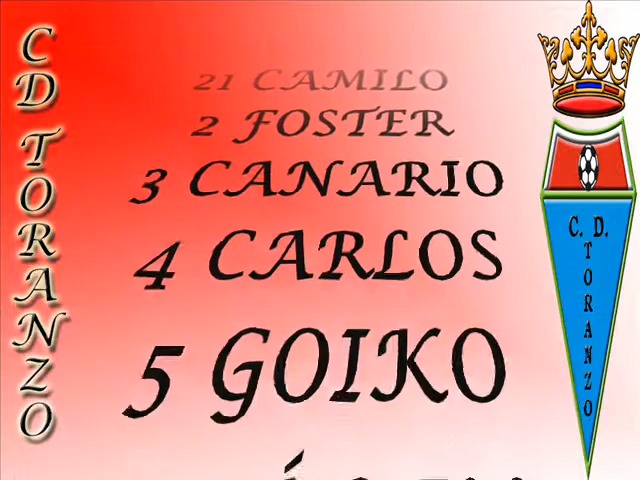 CD TORANZO
21 CAMILO
2 FOSTER
3 CANARIO
4 CARLOS
5 GOIKO
C. D.
TORANZO